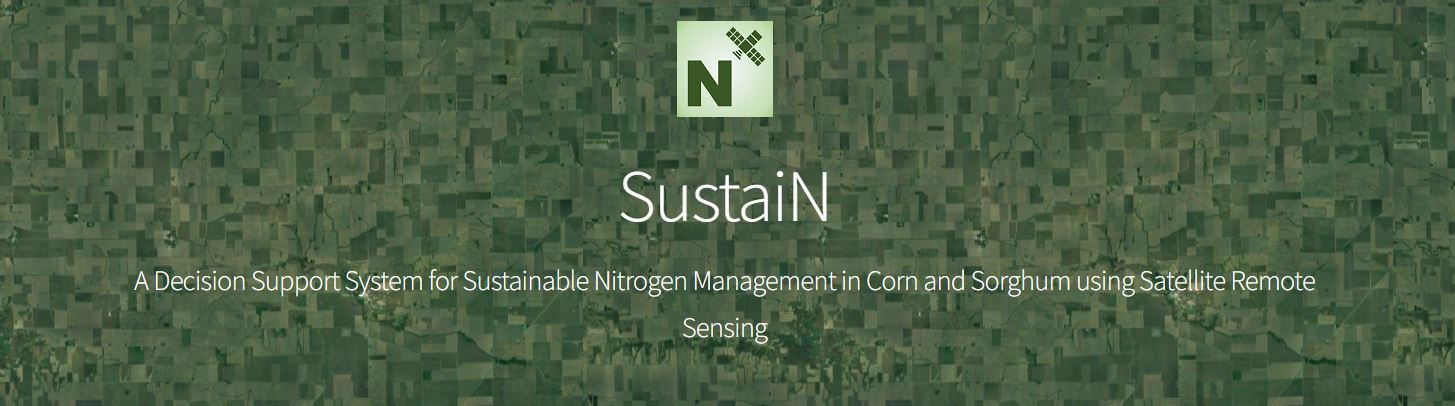 N
SustaiN
A Decision Support System for Sustainable Nitrogen Management in Corn and Sorghum using Satellite Remote
Sensing